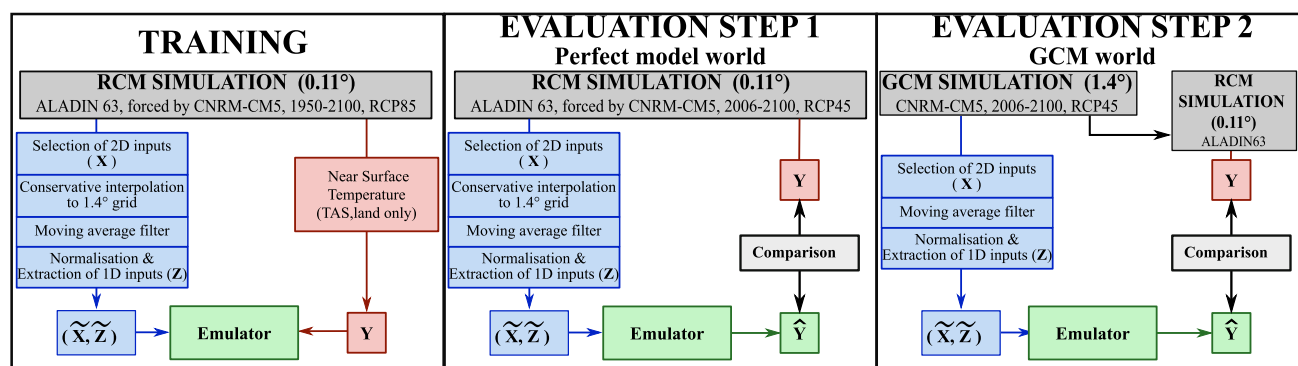 TRAINING
RCM SIMULATION (0.11°)
ALADIN 63, forced by CNRM-CM5, 1950-2100, RCP85
Selection of 2D inputs
( X )
Conservative interpolation
to 1.4° grid
Moving average filter
Normalisation &
Extraction of 1D inputs (Z)
Near Surface
Temperature
(TAS,land only)
( X̃, Z̃ )
Emulator
Y
EVALUATION STEP 1
Perfect model world
RCM SIMULATION (0.11°)
ALADIN 63, forced by CNRM-CM5, 2006-2100, RCP45
Selection of 2D inputs
( X )
Conservative interpolation
to 1.4° grid
Moving average filter
Normalisation &
Extraction of 1D inputs (Z)
Y
Comparison
( X̃, Z̃ )
Emulator
Ŷ
EVALUATION STEP 2
GCM world
GCM SIMULATION (1.4°)
CNRM-CM5, 2006-2100, RCP45
RCM
SIMULATION
(0.11°)
ALADIN63
Selection of 2D inputs
( X )
Moving average filter
Normalisation &
Extraction of 1D inputs (Z)
Y
Comparison
( X̃, Z̃ )
Emulator
Ŷ